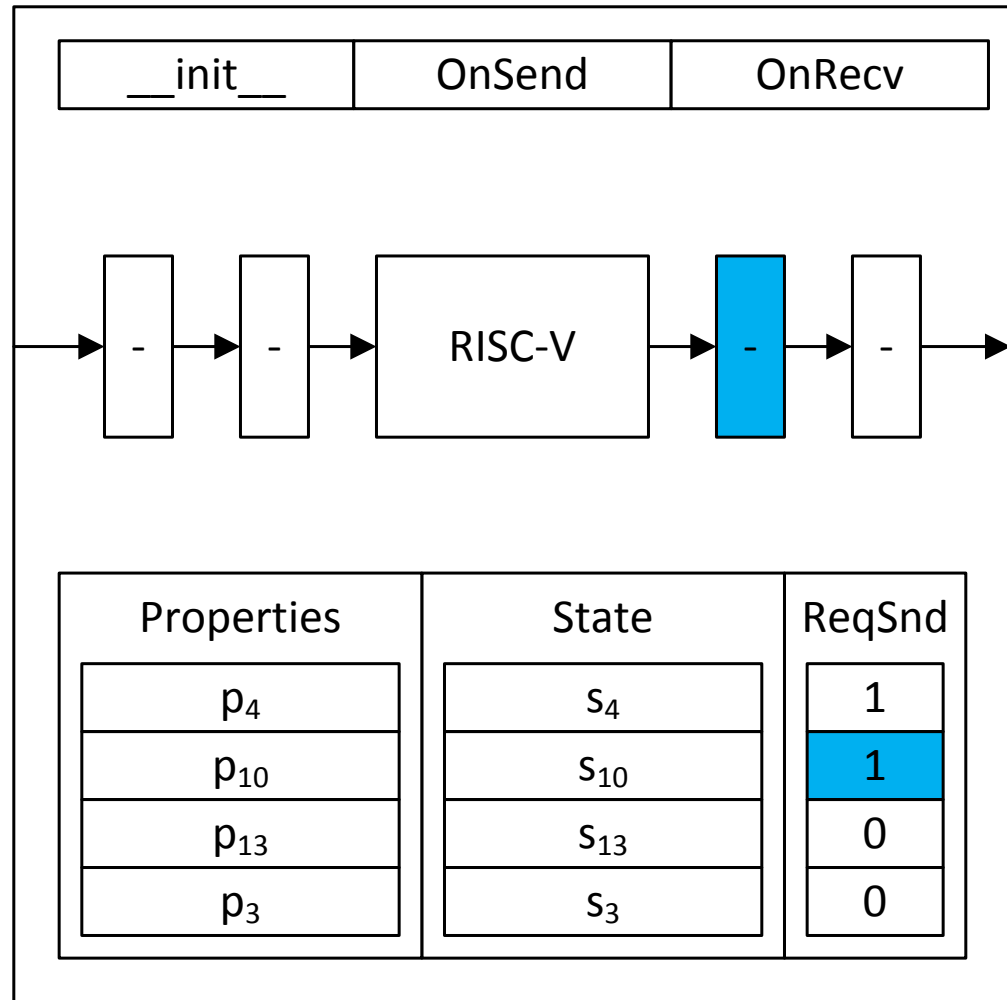 __init__ OnSend OnRecv
- - RISC-V - -
Properties State ReqSnd
p₄ s₄ 1
p₁₀ s₁₀ 1
p₁₃ s₁₃ 0
p₃ s₃ 0